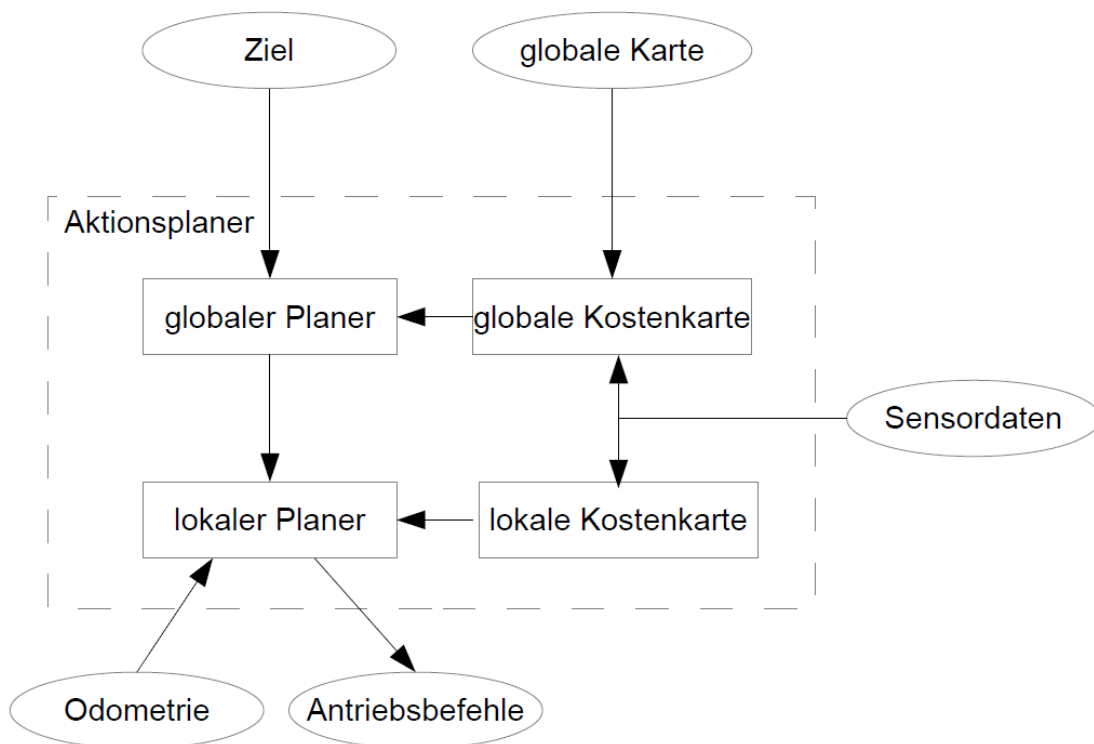 Ziel
globale Karte
Aktionsplaner
globaler Planer
globale Kostenkarte
Sensordaten
lokaler Planer
lokale Kostenkarte
Odometrie
Antriebsbefehle